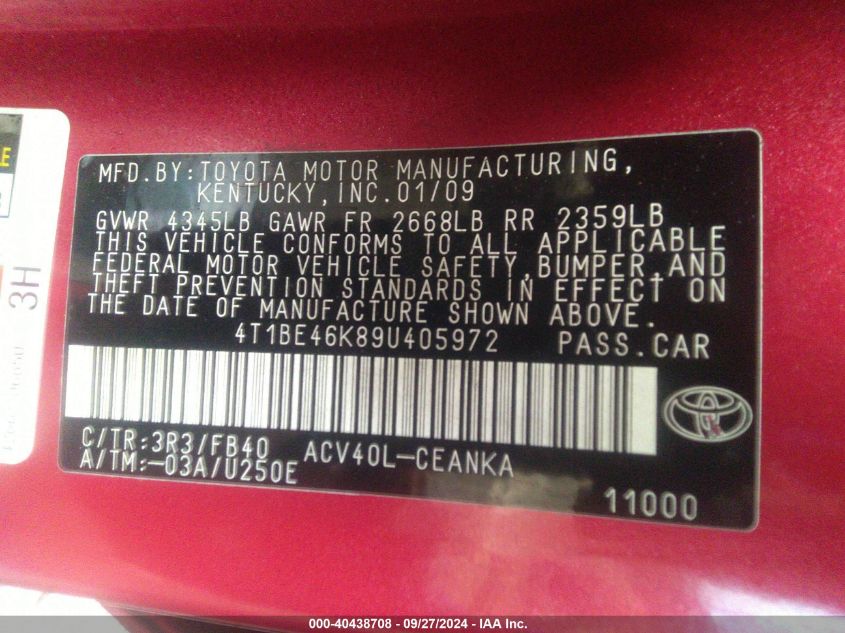 MFD.BY:TOYOTA MOTOR MANUFACTURING,
KENTUCKY,INC.01/09
GVWR 4345LB GAWR FR 2668LB RR 2359LB
THIS VEHICLE CONFORMS TO ALL APPLICABLE
FEDERAL MOTOR VEHICLE SAFETY,BUMPER,AND
THEFT PREVENTION STANDARDS IN EFFECT ON
THE DATE OF MANUFACTURE SHOWN ABOVE.
4T1BE46K89U405972 PASS.CAR
C/TR:3R3/FB40 ACV40L-CEANKA
A/TM:-03A/U250E
11000
3H
000-40438708 - 09/27/2024 - IAA Inc.